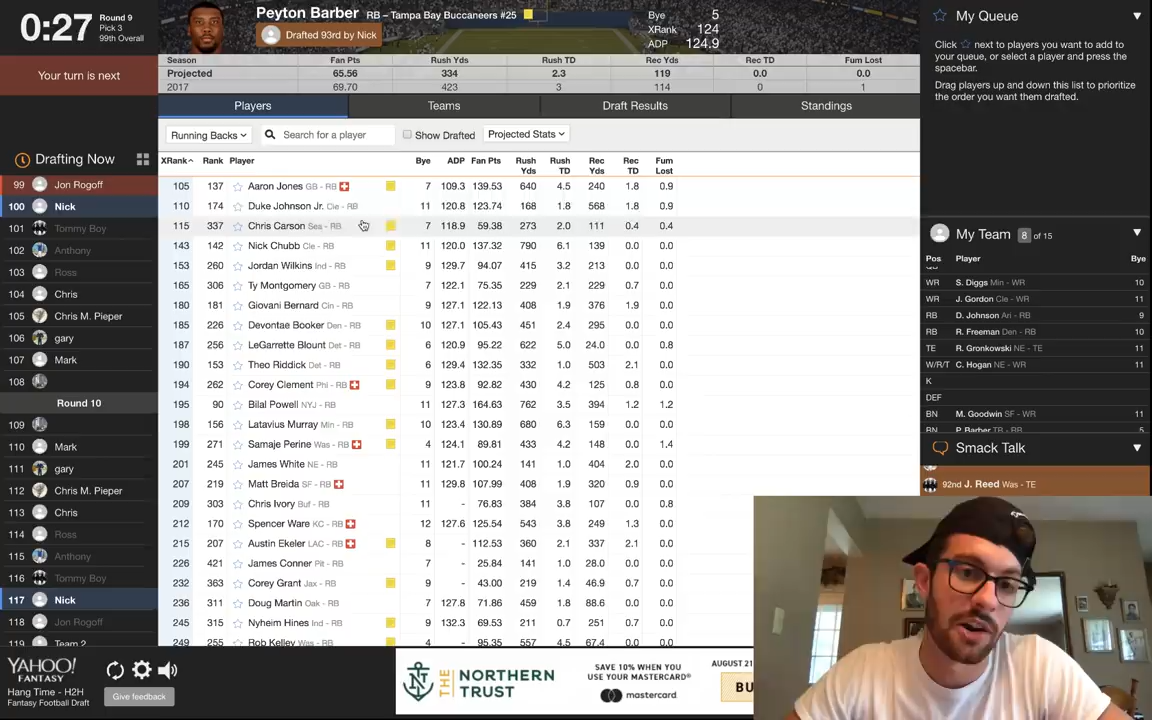 0:27
Round 9
Pick 3
99th Overall
Your turn is next
Peyton Barber RB – Tampa Bay Buccaneers #25
Drafted 93rd by Nick
Bye 5
XRank 124
ADP 124.9
Season Fan Pts Rush Yds Rush TD Rec Yds Rec TD Fum Lost
Projected 65.56 334 2.3 119 0.0 0.0
2017 69.70 423 3 114 0 1
Players Teams Draft Results Standings
Running Backs Search for a player Show Drafted Projected Stats
Drafting Now
99 Jon Rogoff
100 Nick
101 Tommy Boy
102 Anthony
103 Ross
104 Chris
105 Chris M. Pieper
106 gary
107 Mark
108
Round 10
109
110 Mark
111 gary
112 Chris M. Pieper
113 Chris
114 Ross
115 Anthony
116 Tommy Boy
117 Nick
118 Jon Rogoff
119 Team 2
XRank Rank Player Bye ADP Fan Pts Rush Yds Rush TD Rec Yds Rec TD Fum Lost
105 137 Aaron Jones GB - RB 7 109.3 139.53 640 4.5 240 1.8 0.9
110 174 Duke Johnson Jr. Cle - RB 11 120.8 123.74 168 1.8 568 1.8 0.9
115 337 Chris Carson Sea - RB 7 118.9 59.38 273 2.0 111 0.4 0.4
143 142 Nick Chubb Cle - RB 11 120.0 137.32 790 6.1 139 0.0 0.0
153 260 Jordan Wilkins Ind - RB 9 129.7 94.07 415 3.2 213 0.0 0.0
165 306 Ty Montgomery GB - RB 7 122.1 75.35 229 2.1 229 0.7 0.0
180 181 Giovani Bernard Cin - RB 9 127.1 122.13 408 1.9 376 1.9 0.0
185 226 Devontae Booker Den - RB 10 127.1 105.43 451 2.4 295 0.0 0.0
187 256 LeGarrette Blount Det - RB 6 120.9 95.22 622 5.0 24.0 0.0 0.8
190 153 Theo Riddick Det - RB 6 129.4 132.35 332 1.0 503 2.1 0.0
194 262 Corey Clement Phi - RB 9 123.8 92.82 430 4.2 125 0.8 0.0
195 90 Bilal Powell NYJ - RB 11 127.3 164.63 762 3.5 394 1.2 1.2
198 156 Latavius Murray Min - RB 10 123.4 130.89 680 6.3 159 0.0 0.0
199 271 Samaje Perine Was - RB 4 124.1 89.81 433 4.2 148 0.0 1.4
201 245 James White NE - RB 11 121.7 100.24 141 1.0 404 2.0 0.0
207 219 Matt Breida SF - RB 11 129.8 107.99 408 1.9 320 0.9 0.0
209 303 Chris Ivory Buf - RB 11 - 76.83 384 3.8 107 0.0 0.8
212 170 Spencer Ware KC - RB 12 127.6 125.54 543 3.8 249 1.3 0.0
215 207 Austin Ekeler LAC - RB 8 - 112.53 360 2.1 337 2.1 0.0
226 421 James Conner Pit - RB 7 - 25.84 141 1.0 28.0 0.0 0.0
232 363 Corey Grant Jax - RB 9 - 43.00 219 1.4 46.9 0.7 0.0
236 311 Doug Martin Oak - RB 7 127.8 71.86 459 1.8 88.6 0.0 0.0
245 315 Nyheim Hines Ind - RB 9 132.3 69.53 211 0.7 251 0.7 0.0
249 255 Rob Kelley Was - RB 4 - 95.35 557 4.5 67.4 0.0 0.0
My Queue
Click next to players you want to add to
your queue, or select a player and press the
spacebar.
Drag players up and down this list to prioritize
the order you want them drafted.
My Team 8 of 15
Pos Player Bye
WR S. Diggs Min - WR 10
WR J. Gordon Cle - WR 11
RB D. Johnson Ari - RB 9
RB R. Freeman Den - RB 10
TE R. Gronkowski NE - TE 11
W/R/T C. Hogan NE - WR 11
K
DEF
BN M. Goodwin SF - WR 11
BN P. Barber TB - RB 5
Smack Talk
92nd J. Reed Was - TE
YAHOO!
FANTASY
Hang Time - H2H
Fantasy Football Draft
Give feedback
THE NORTHERN
TRUST
SAVE 10% WHEN YOU
USE YOUR MASTERCARD®
mastercard.
AUGUST 21
BU